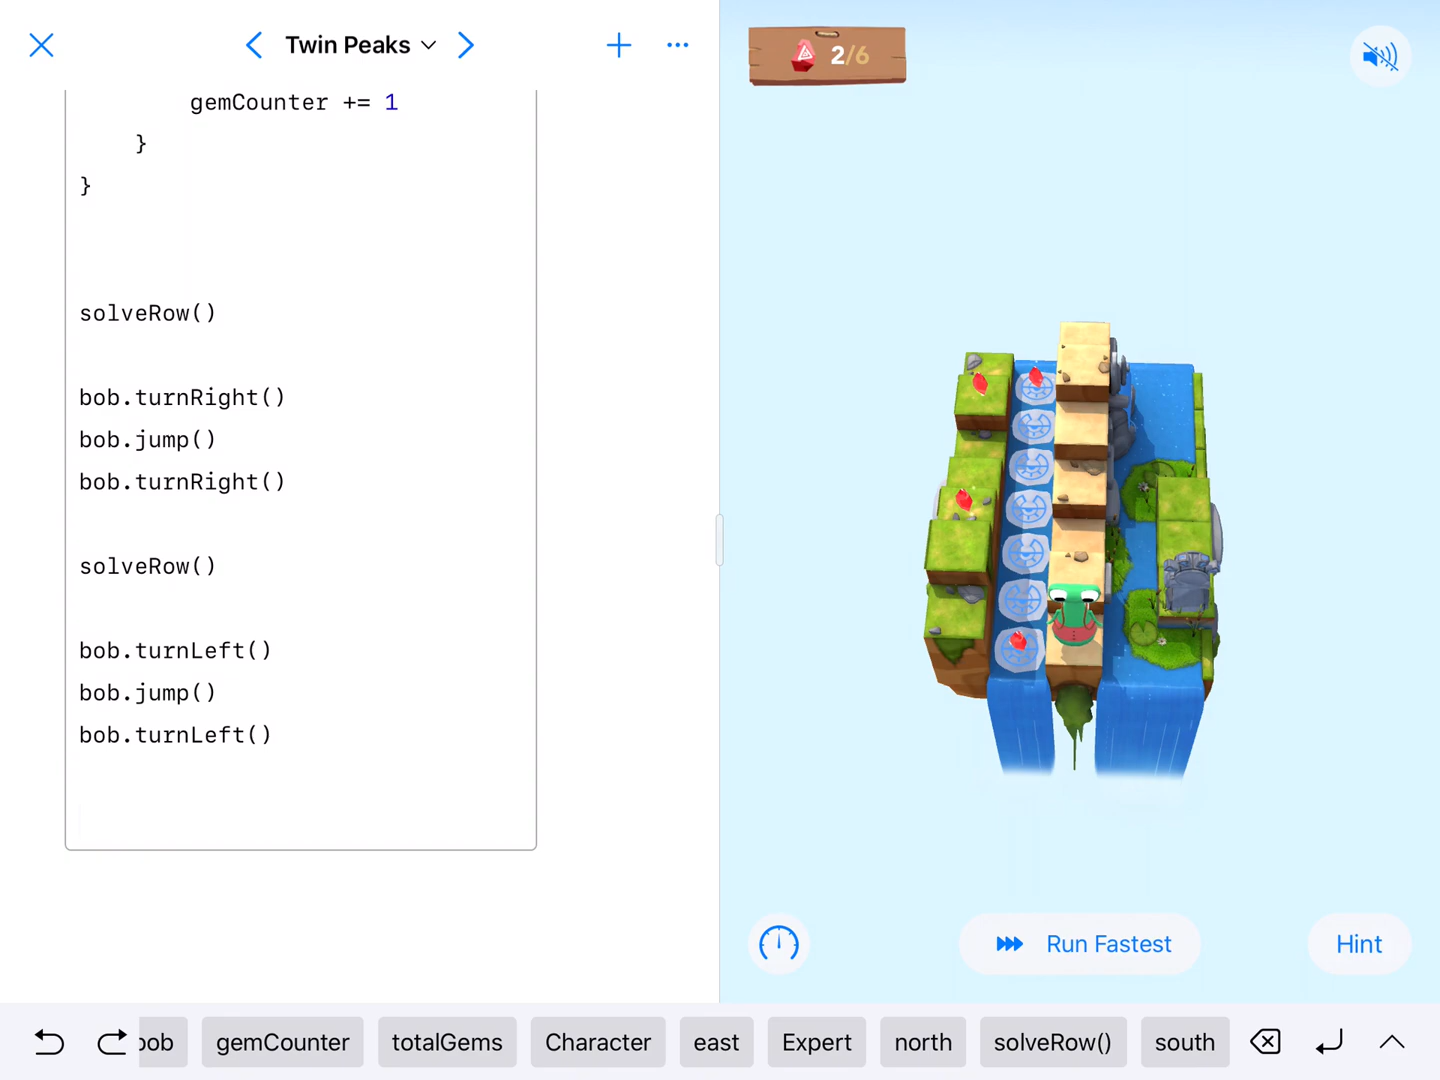 Twin Peaks
gemCounter += 1
}
}
solveRow()
bob.turnRight()
bob.jump()
bob.turnRight()
solveRow()
bob.turnLeft()
bob.jump()
bob.turnLeft()
2/6
Run Fastest
Hint
bob
gemCounter
totalGems
Character
east
Expert
north
solveRow()
south